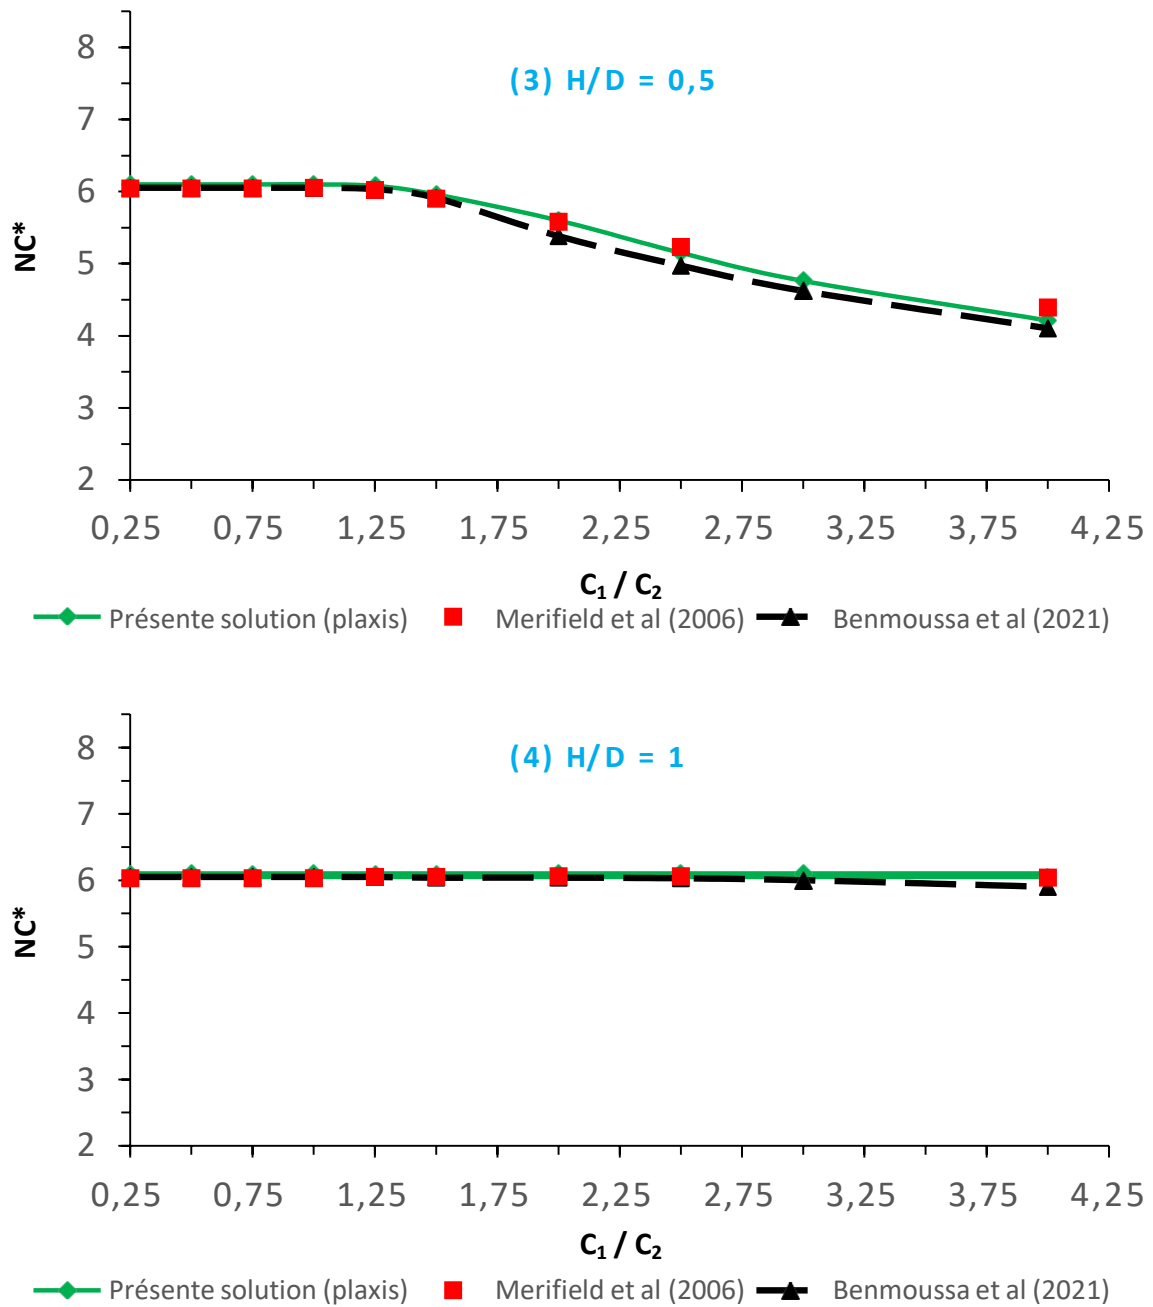 8
(3) H/D = 0,5
7
6
NC*
5
4
3
2
0,25 0,75 1,25 1,75 2,25 2,75 3,25 3,75 4,25
C₁ / C₂
Présente solution (plaxis) Merifield et al (2006) Benmoussa et al (2021)
8
(4) H/D = 1
7
6
NC*
5
4
3
2
0,25 0,75 1,25 1,75 2,25 2,75 3,25 3,75 4,25
C₁ / C₂
Présente solution (plaxis) Merifield et al (2006) Benmoussa et al (2021)